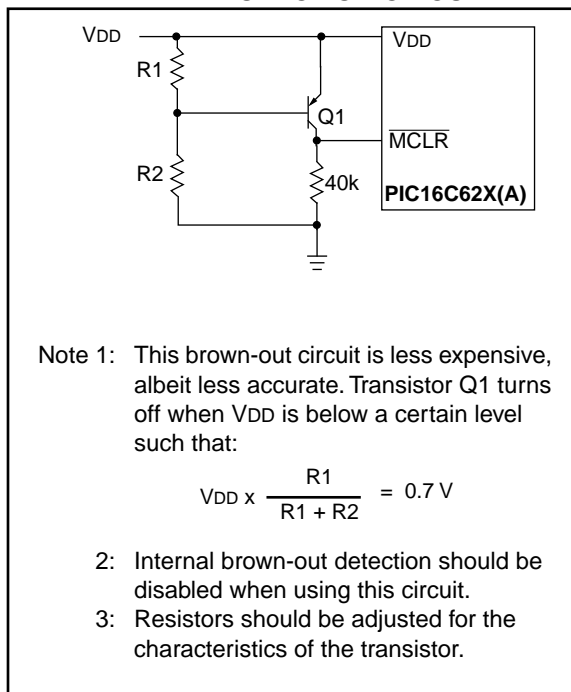 VDD
VDD
R1
Q1
MCLR
R2
40k
PIC16C62X(A)
Note 1: This brown-out circuit is less expensive,
albeit less accurate. Transistor Q1 turns
off when VDD is below a certain level
such that:
VDD x R1 / R1 + R2 = 0.7 V
2: Internal brown-out detection should be
disabled when using this circuit.
3: Resistors should be adjusted for the
characteristics of the transistor.